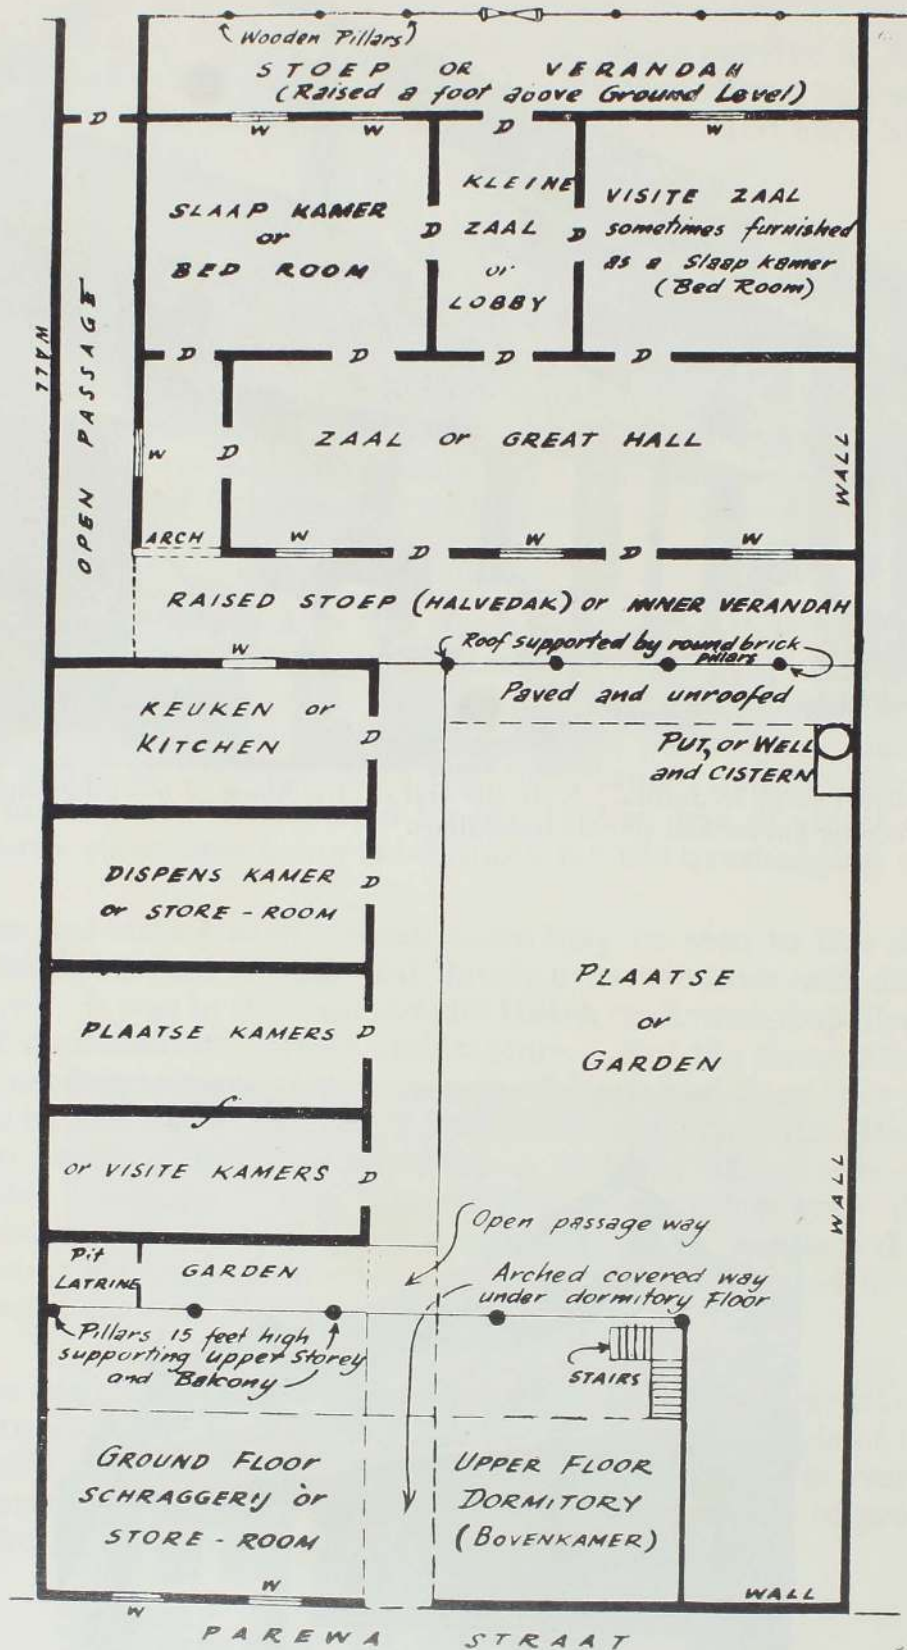 (Wooden Pillars)
STOEP OR VERANDAH
(Raised a foot above Ground Level)
D
W
W
D
W
SLAAP KAMER
or
BED ROOM
D
KLEINE
ZAAL
or
LOBBY
D
VISITE ZAAL
sometimes furnished
as a Slaap kamer
(Bed Room)
WALL
OPEN PASSAGE
D
D
D
D
W
D
ZAAL or GREAT HALL
WALL
ARCH
W
D
W
D
W
RAISED STOEP (HALVEDAK) or INNER VERANDAH
Roof supported by round brick
pillars
W
Paved and unroofed
KEUKEN or
KITCHEN
D
PUT, or WELL
and CISTERN
DISPENS KAMER
or STORE-ROOM
D
PLAATSE
or
GARDEN
PLAATSE KAMERS
D
or VISITE KAMERS
D
WALL
Open passage way
Pit
LATRINE
GARDEN
Arched covered way
under dormitory Floor
Pillars 15 feet high
supporting upper Storey
and Balcony
STAIRS
GROUND FLOOR
SCHRAGGERIJ or
STORE-ROOM
UPPER FLOOR
DORMITORY
(BOVENKAMER)
W
W
WALL
PAREWA STRAAT